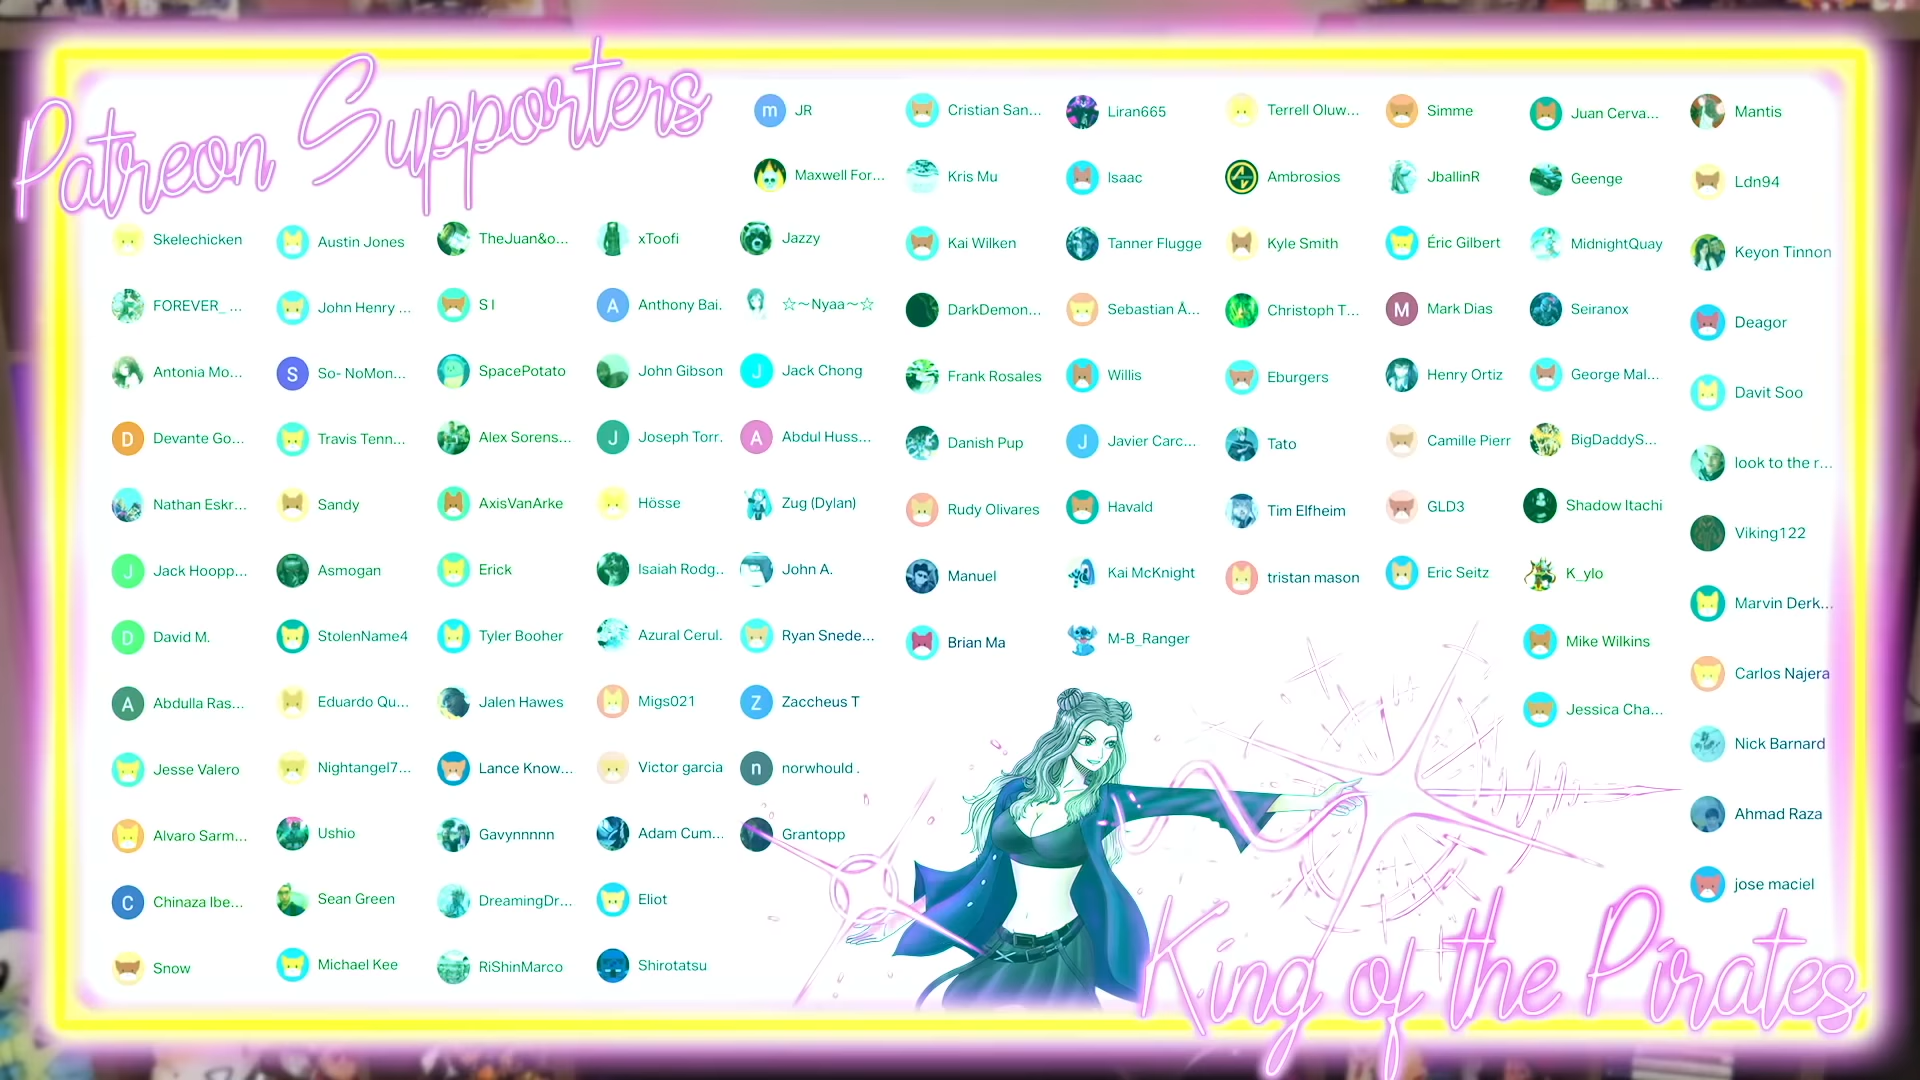 Patreon Supporters
JR
Maxwell For...
Skelechicken
FOREVER_ ...
Antonia Mo...
Devante Go...
Nathan Eskr...
Jack Hoopp...
David M.
Abdulla Ras...
Jesse Valero
Alvaro Sarm...
Chinaza Ibe...
Snow
Austin Jones
John Henry ...
So- NoMon...
Travis Tenn...
Sandy
Asmogan
StolenName4
Eduardo Qu...
Nightangel7...
Ushio
Sean Green
Michael Kee
TheJuan&o...
S I
SpacePotato
Alex Sorens...
AxisVanArke
Erick
Tyler Booher
Jalen Hawes
Lance Know...
Gavynnnnn
DreamingDr...
RiShinMarco
xToofi
Anthony Bai.
John Gibson
Joseph Torr.
Hösse
Isaiah Rodg..
Azural Cerul.
Migs021
Victor garcia
Adam Cum...
Eliot
Shirotatsu
Jazzy
☆～Nyaa～☆
Jack Chong
Abdul Huss...
Zug (Dylan)
John A.
Ryan Snede...
Zaccheus T
norwhould .
Grantopp
Cristian San...
Kris Mu
Kai Wilken
DarkDemon...
Frank Rosales
Danish Pup
Rudy Olivares
Manuel
Brian Ma
Liran665
Isaac
Tanner Flugge
Sebastian Å...
Willis
Javier Carc...
Havald
Kai McKnight
M-B_Ranger
Terrell Oluw...
Ambrosios
Kyle Smith
Christoph T...
Eburgers
Tato
Tim Elfheim
tristan mason
Simme
JballinR
Éric Gilbert
Mark Dias
Henry Ortiz
Camille Pierr
GLD3
Eric Seitz
Juan Cerva...
Geenge
MidnightQuay
Seiranox
George Mal...
BigDaddyS...
Shadow Itachi
K_ylo
Mike Wilkins
Jessica Cha...
Mantis
Ldn94
Keyon Tinnon
Deagor
Davit Soo
look to the r...
Viking122
Marvin Derk...
Carlos Najera
Nick Barnard
Ahmad Raza
jose maciel
King of the Pirates